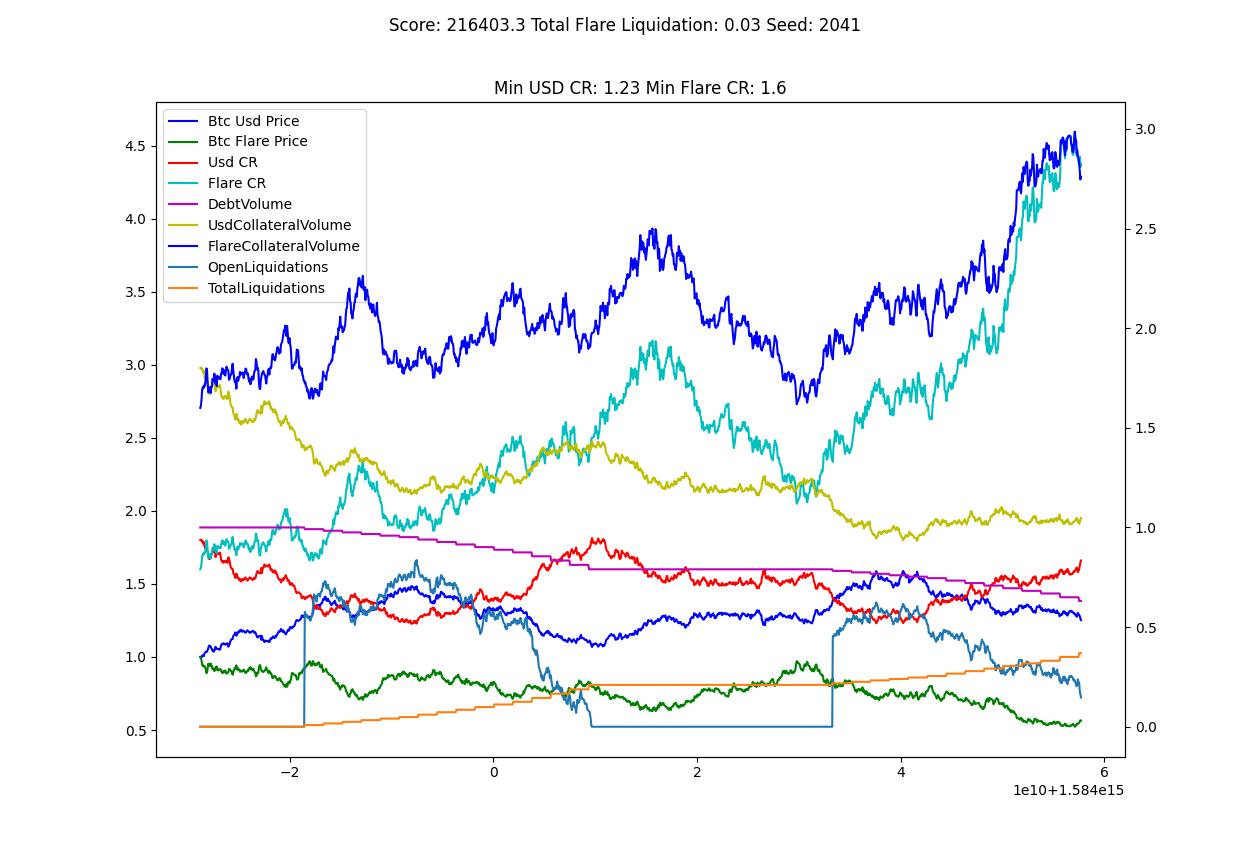 Score: 216403.3 Total Flare Liquidation: 0.03 Seed: 2041
Min USD CR: 1.23 Min Flare CR: 1.6
Btc Usd Price
Btc Flare Price
Usd CR
Flare CR
DebtVolume
UsdCollateralVolume
FlareCollateralVolume
OpenLiquidations
TotalLiquidations
4.5
4.0
3.5
3.0
2.5
2.0
1.5
1.0
0.5
3.0
2.5
2.0
1.5
1.0
0.5
0.0
−2 0 2 4 6
1e10+1.584e15